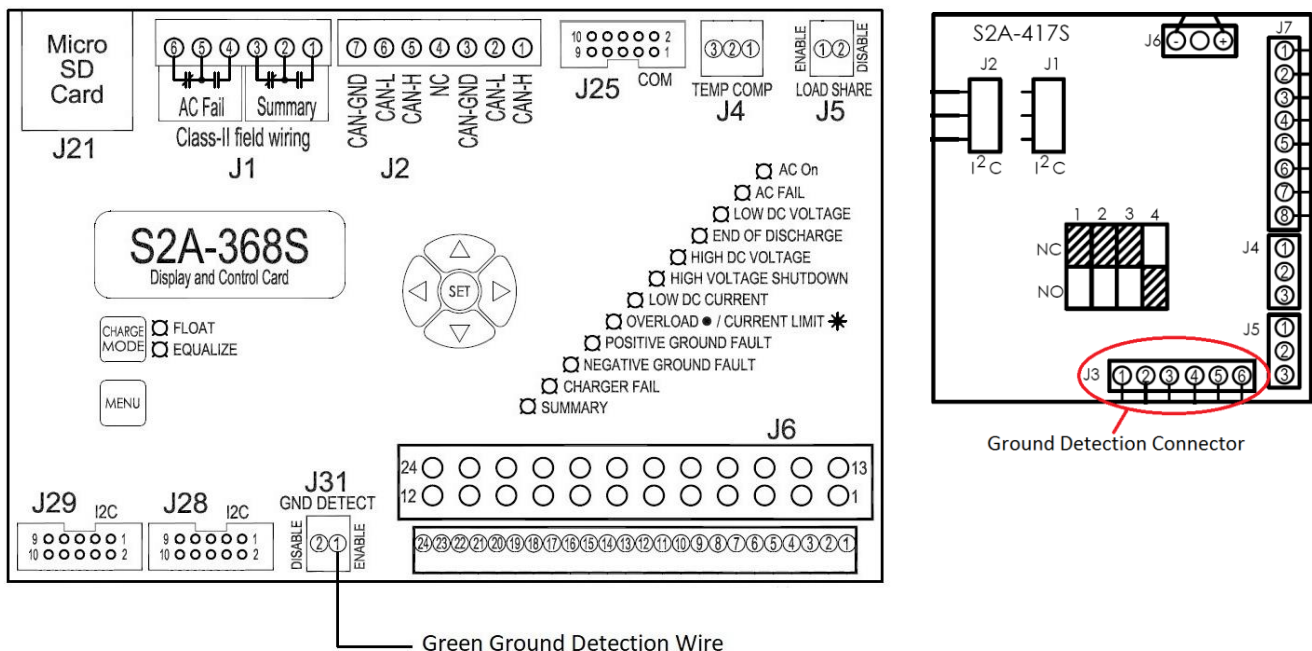 Micro
SD
Card
J21
6 5 4 3 2 1
AC Fail Summary
Class-II field wiring
J1
7 6 5 4 3 2 1
CAN-GND
CAN-L
CAN-H
NC
CAN-GND
CAN-L
CAN-H
J2
10 2
9 1
J25 COM
3 2 1
TEMP COMP
J4
ENABLE 1 2 DISABLE
LOAD SHARE
J5
AC On
AC FAIL
LOW DC VOLTAGE
END OF DISCHARGE
HIGH DC VOLTAGE
HIGH VOLTAGE SHUTDOWN
LOW DC CURRENT
OVERLOAD ● / CURRENT LIMIT ✷
POSITIVE GROUND FAULT
NEGATIVE GROUND FAULT
CHARGER FAIL
SUMMARY
S2A-368S
Display and Control Card
SET
CHARGE
MODE
FLOAT
EQUALIZE
MENU
J6
24 13
12 1
24 23 22 21 20 19 18 17 16 15 14 13 12 11 10 9 8 7 6 5 4 3 2 1
J29 I2C
9 1
10 2
J28 I2C
9 1
10 2
J31
GND DETECT
DISABLE 2 1 ENABLE
Green Ground Detection Wire
S2A-417S
J6 - +
J7
1
2
3
4
5
6
7
8
J2
I²C
J1
I²C
1 2 3 4
NC
NO
J4
1
2
3
J5
1
2
3
J3 1 2 3 4 5 6
Ground Detection Connector